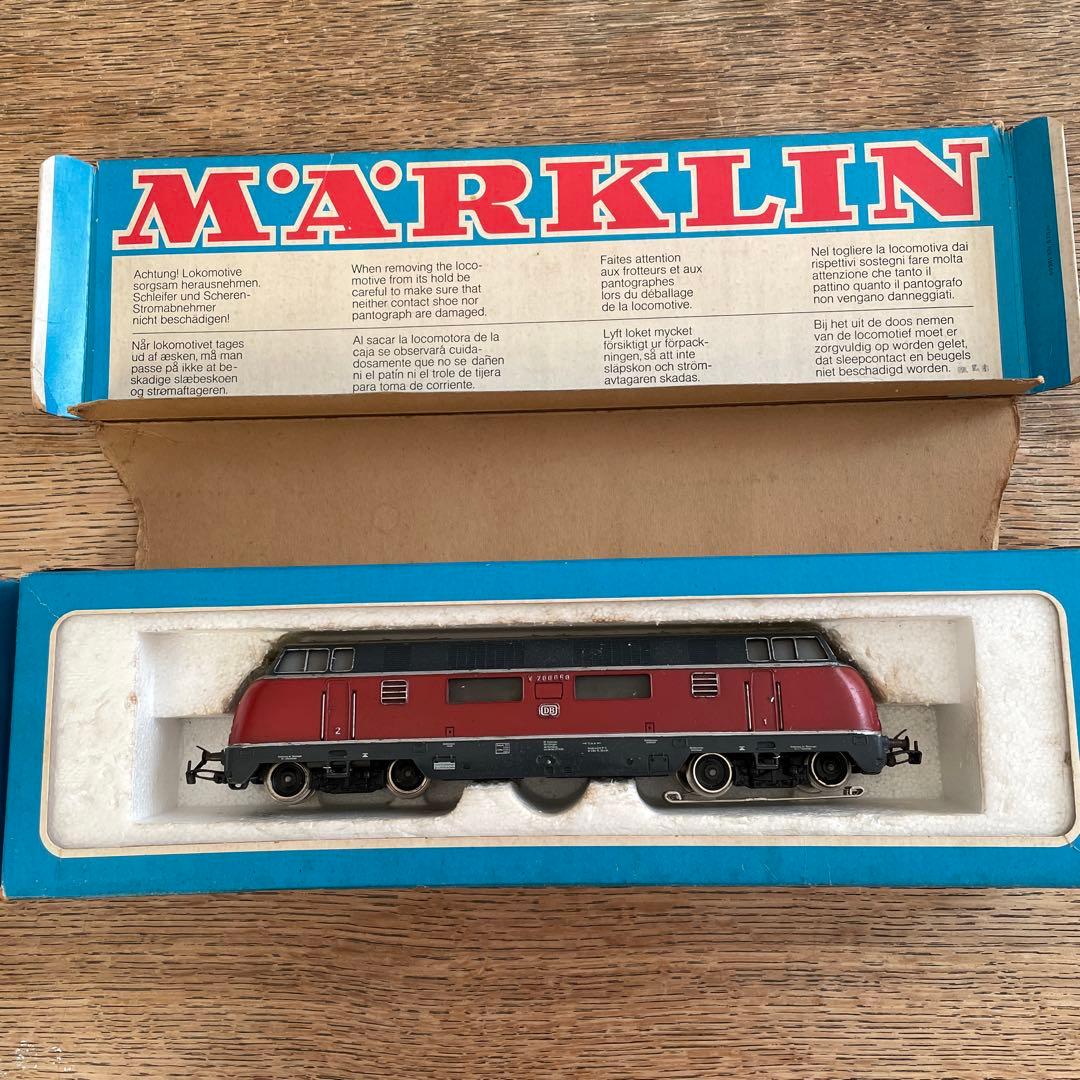 MÄRKLIN
Achtung! Lokomotive
sorgsam herausnehmen.
Schleifer und Scheren-
Stromabnehmer
nicht beschädigen!
When removing the loco-
motive from its hold be
careful to make sure that
neither contact shoe nor
pantograph are damaged.
Faites attention
aux frotteurs et aux
pantographes
lors du déballage
de la locomotive.
Nel togliere la locomotiva dai
rispettivi sostegni fare molta
attenzione che tanto il
pattino quanto il pantografo
non vengano danneggiati.
Når lokomotivet tages
ud af æsken, må man
passe på ikke at be-
skadige slæbeskoen
og strømaftageren.
Al sacar la locomotora de la
caja se observará cuida-
dosamente que no se dañen
ni el patín ni el trole de tijera
para toma de corriente.
Lyft loket mycket
försiktigt ur förpack-
ningen, så att inte
släpskon och ström-
avtagaren skadas.
Bij het uit de doos nemen
van de locomotief moet er
zorgvuldig op worden gelet,
dat sleepcontact en beugels
niet beschadigd worden.
DB
2
1